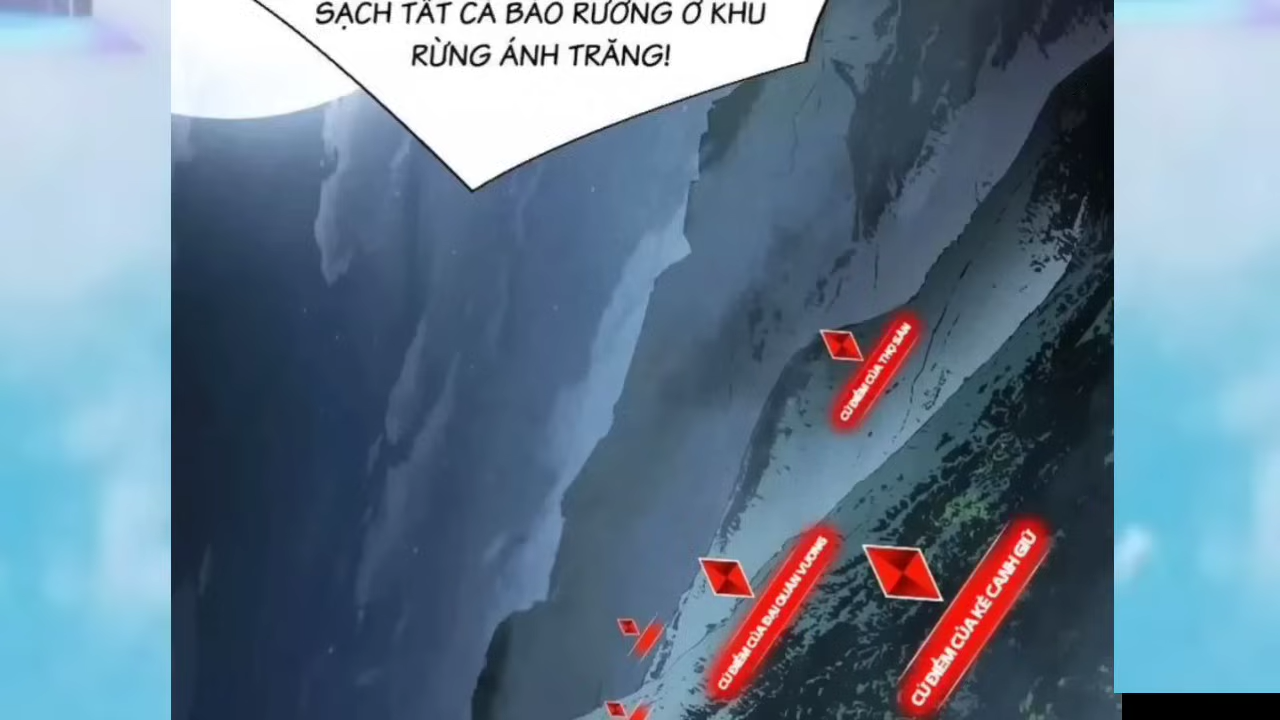 SẠCH TẤT CẢ BẢO RƯƠNG Ở KHU
RỪNG ÁNH TRĂNG!
CỨ ĐIỂM CỦA THỢ SĂN
CỨ ĐIỂM CỦA ĐẠI QUÂN VƯƠNG
CỨ ĐIỂM CỦA KẺ CANH GIỮ